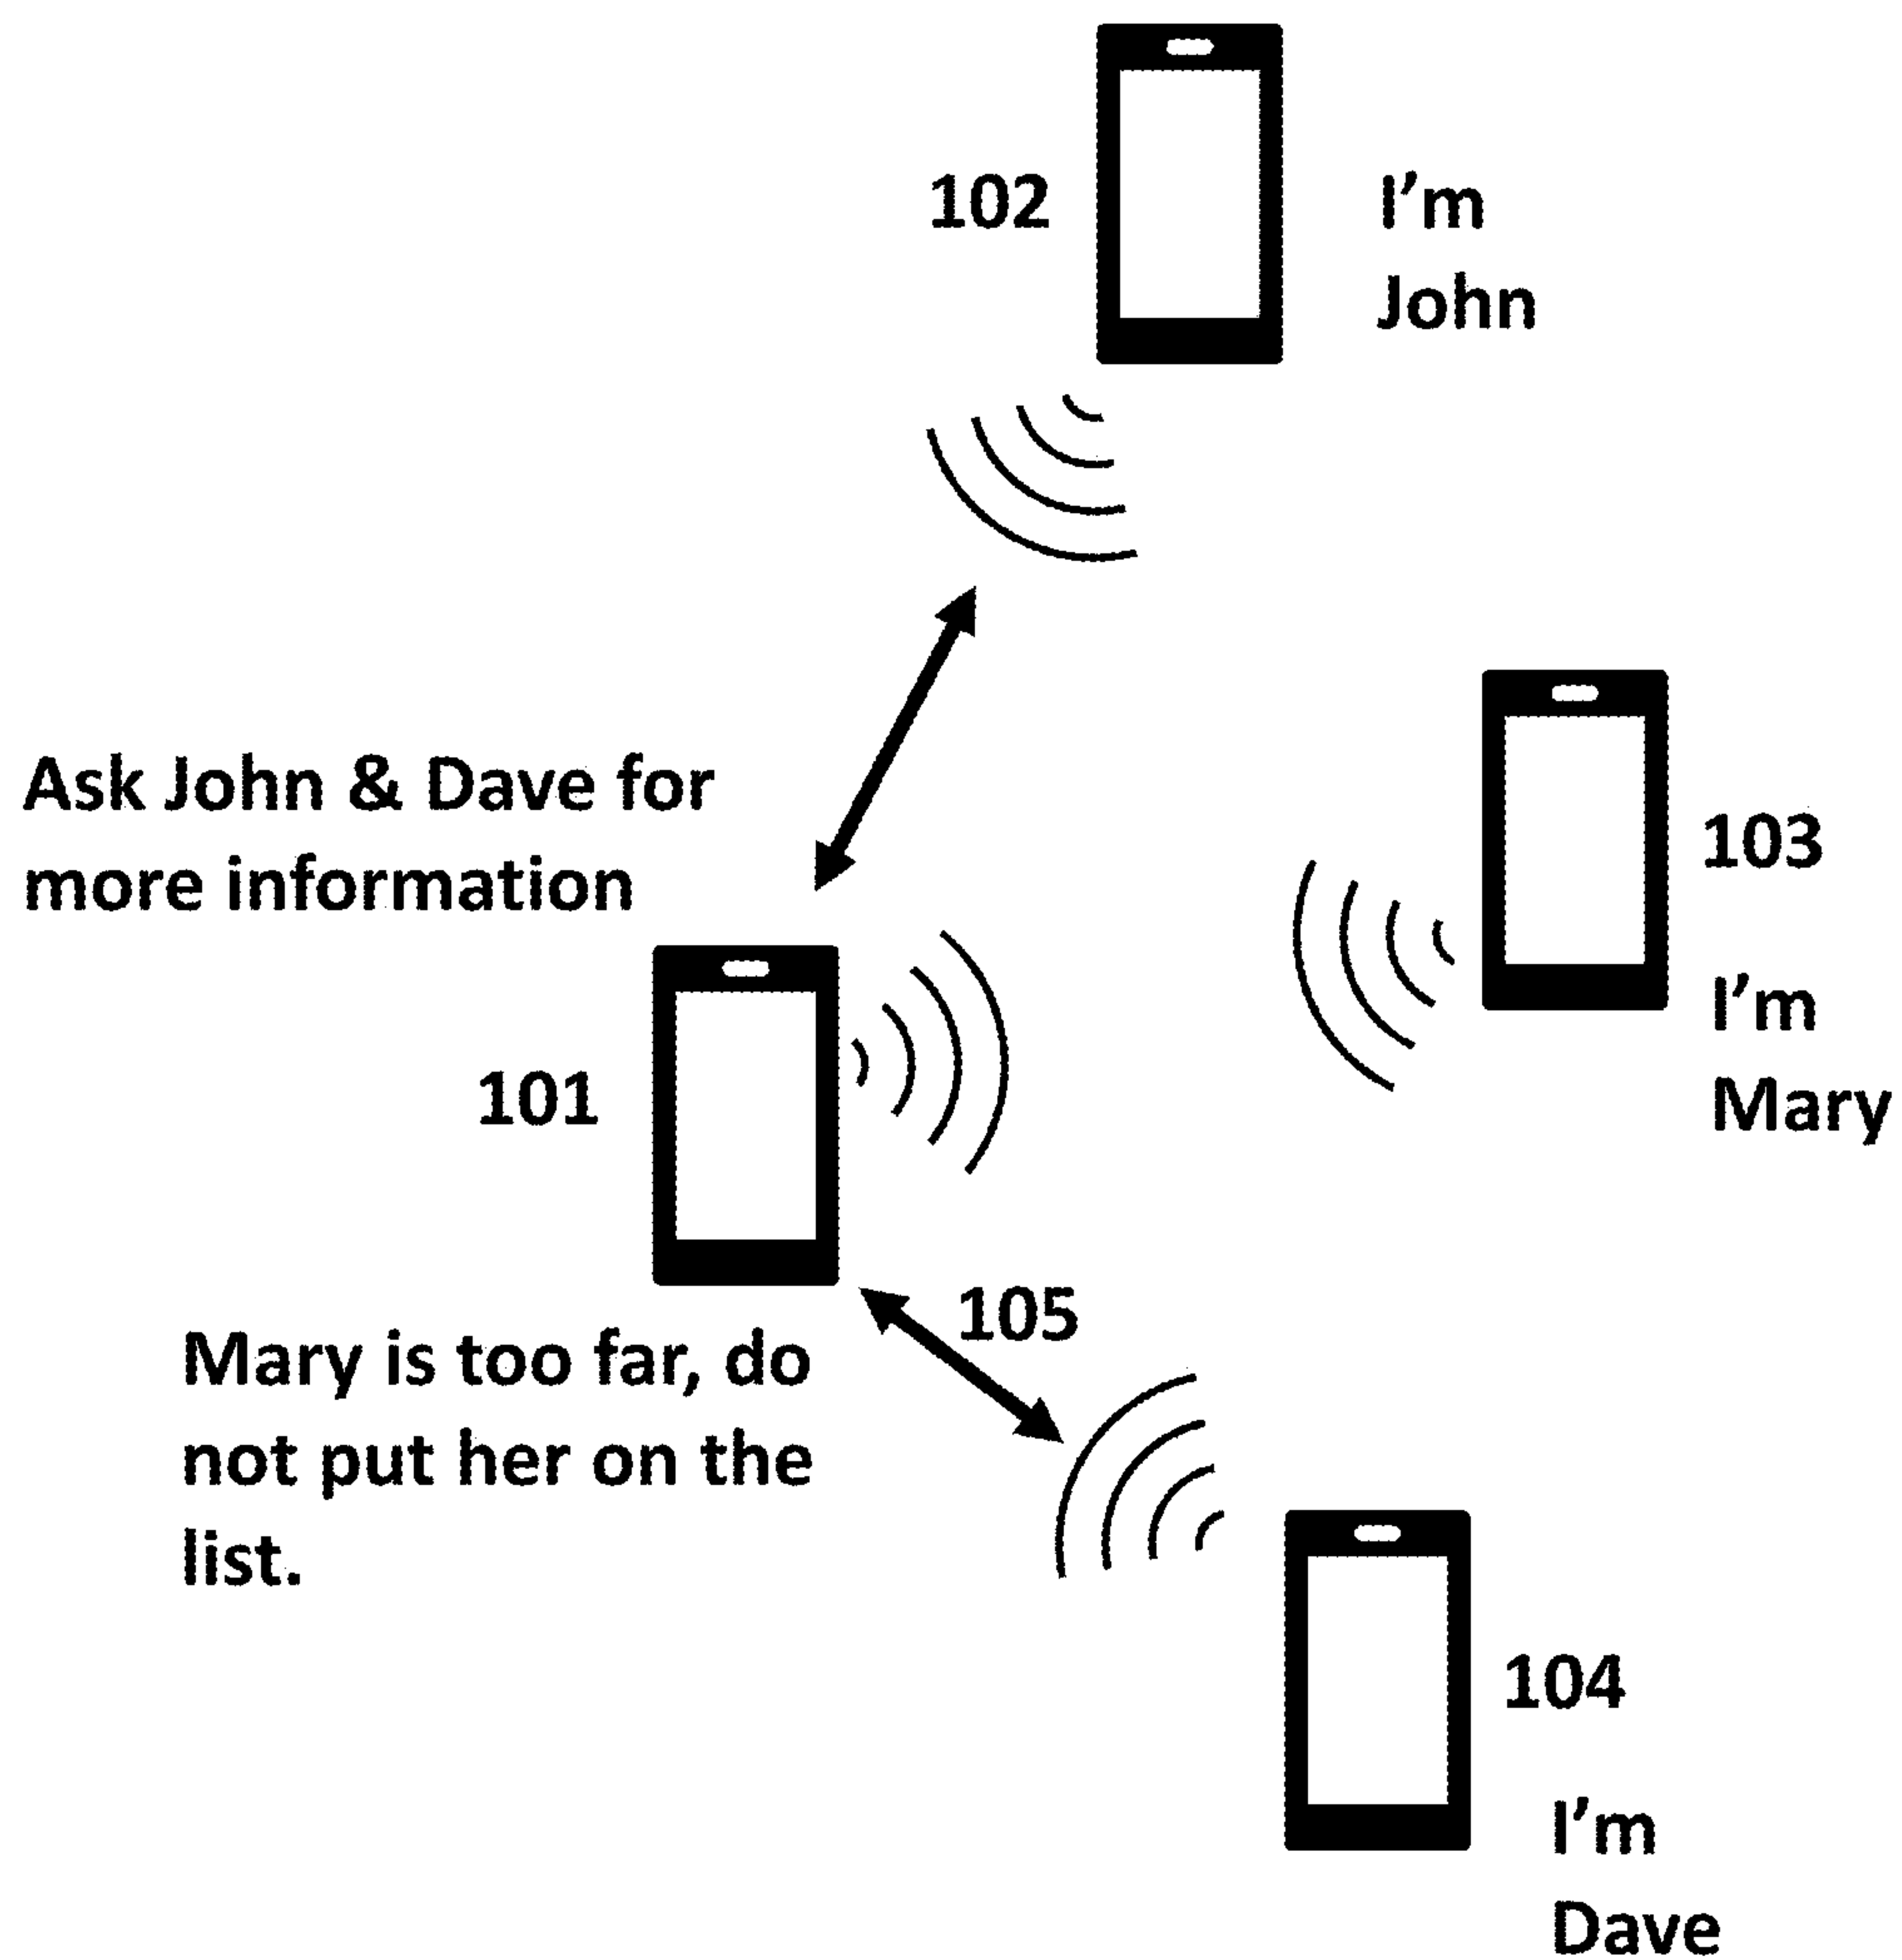 102
I'm
John
Ask John & Dave for
more information
103
I'm
Mary
101
105
Mary is too far, do
not put her on the
list.
104
I'm
Dave